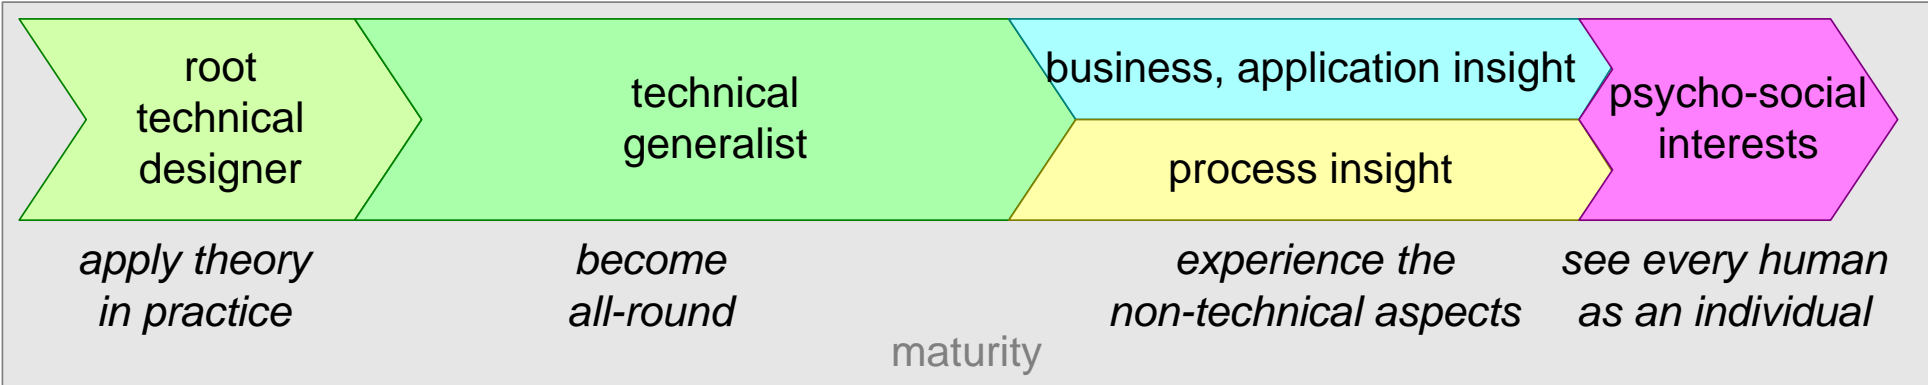 root
technical
designer
technical
generalist
business, application insight
process insight
psycho-social
interests
apply theory
in practice
become
all-round
experience the
non-technical aspects
see every human
as an individual
maturity